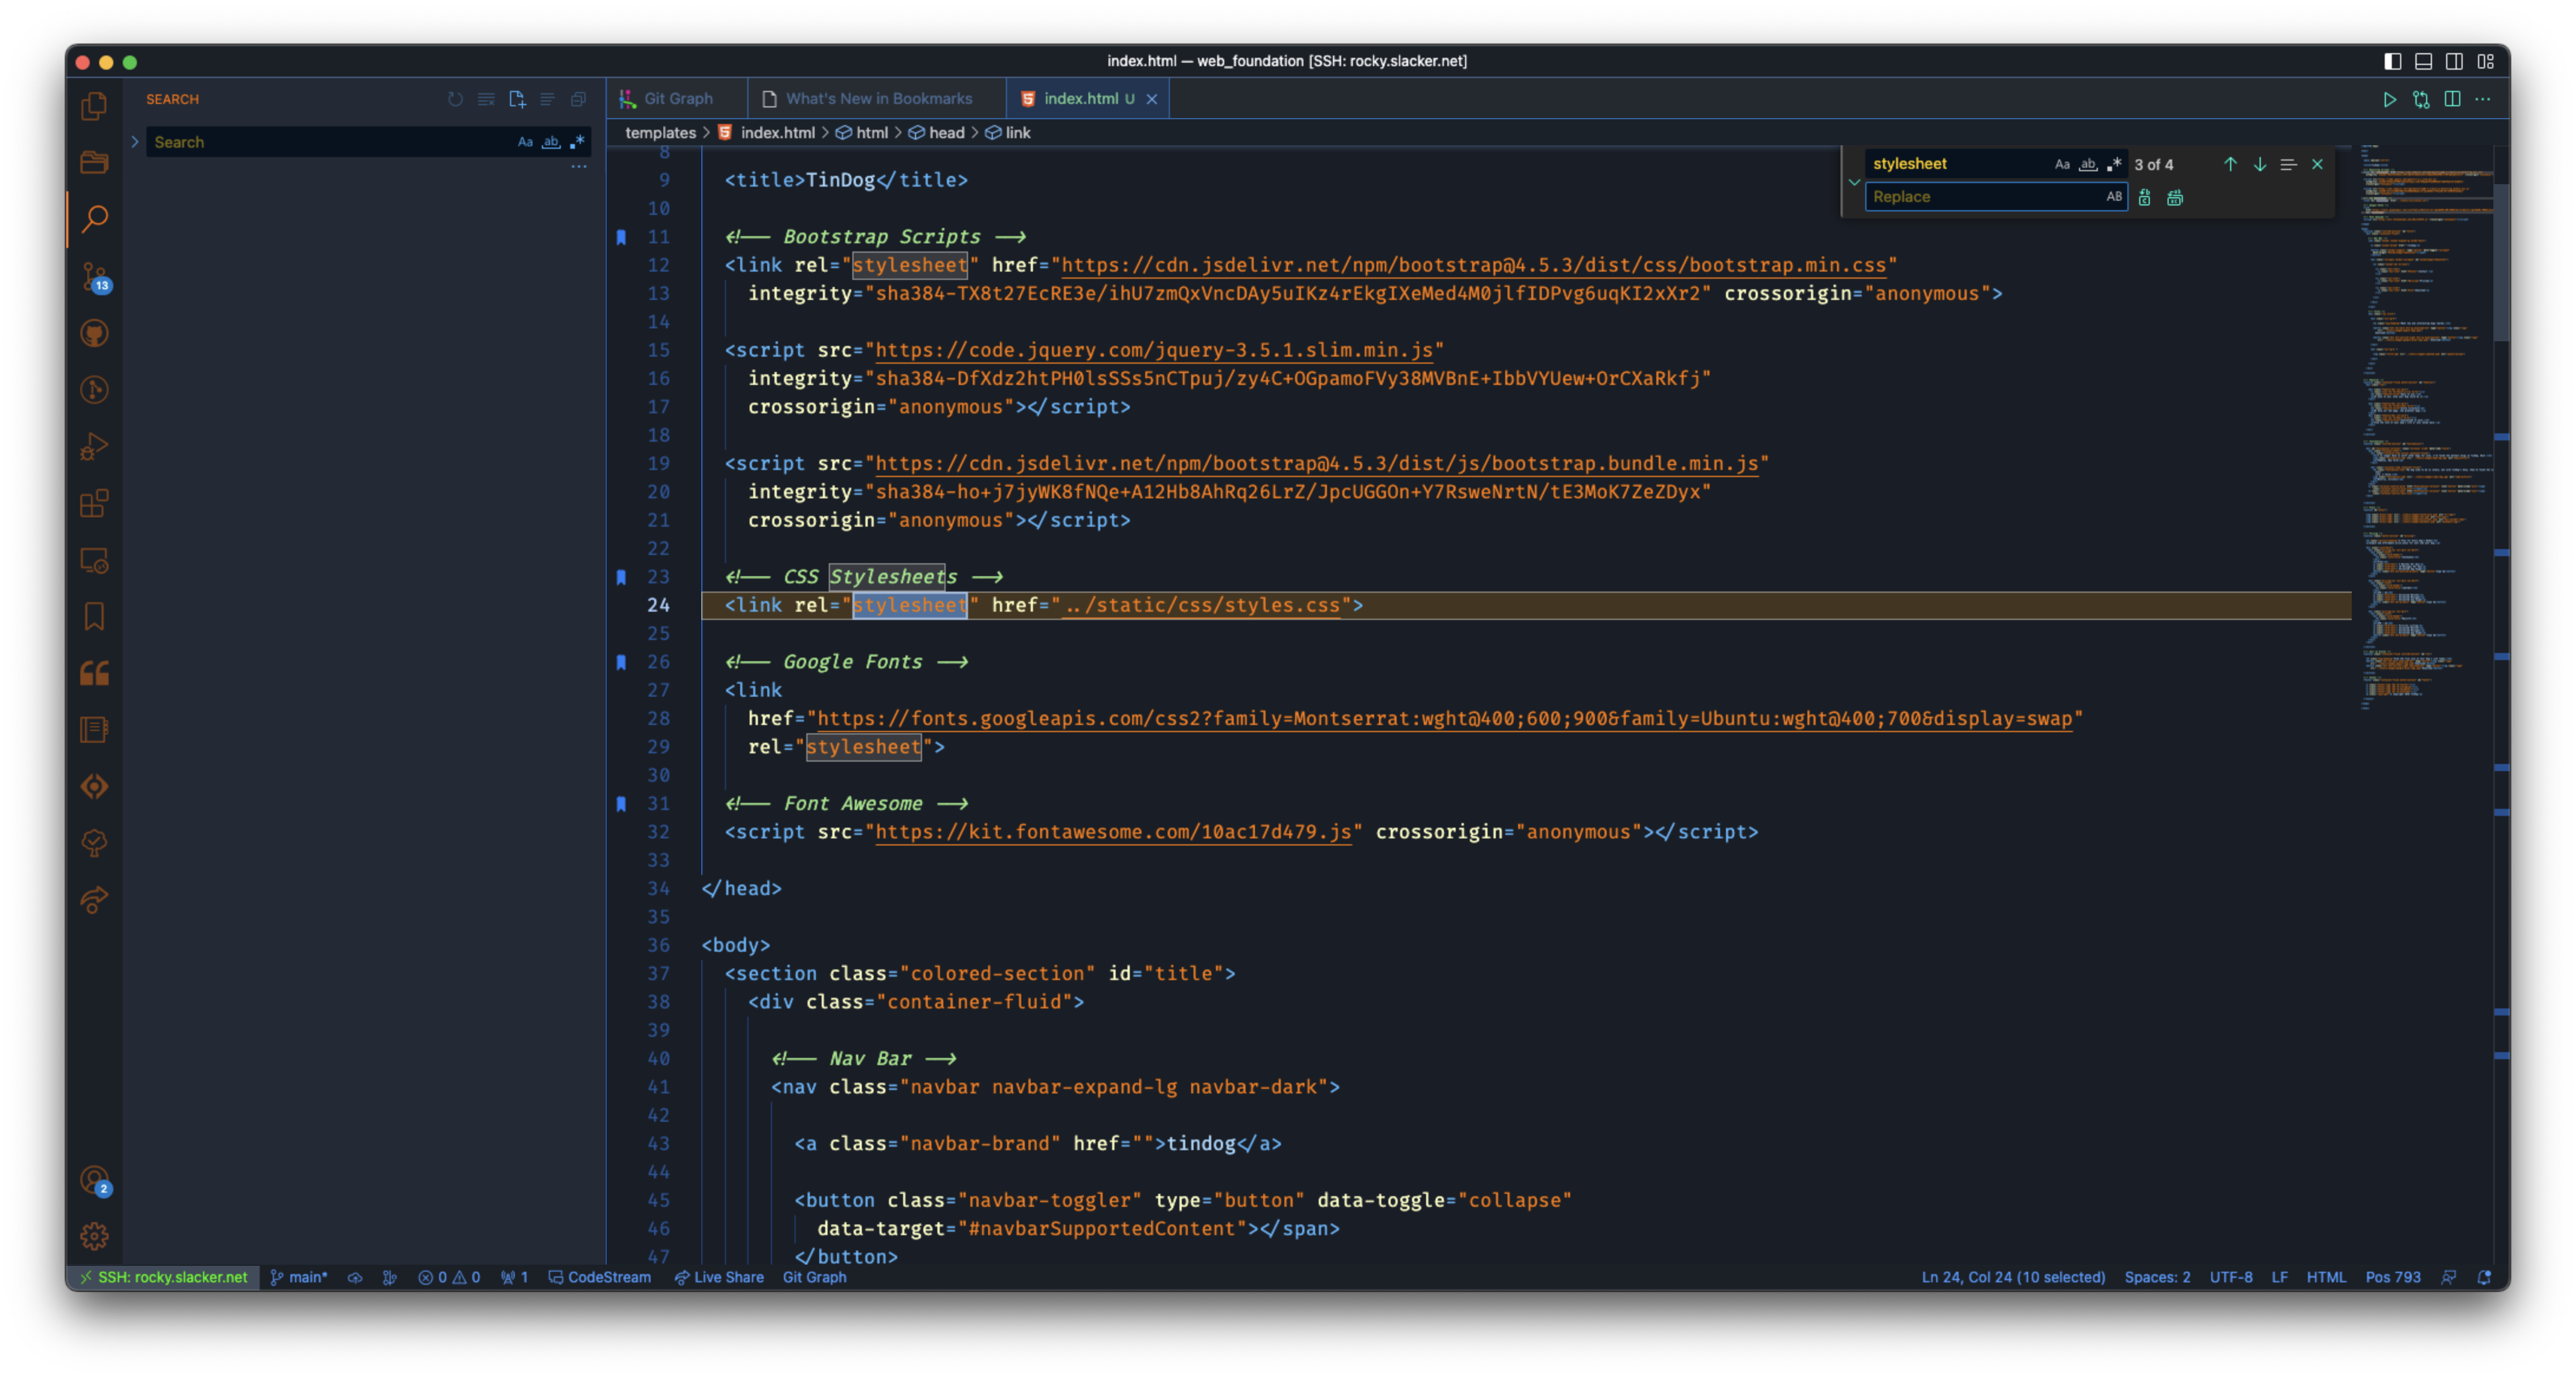 index.html — web_foundation [SSH: rocky.slacker.net]
SEARCH
Search
Aa ab .*
Git Graph
What's New in Bookmarks
index.html U
templates > index.html > html > head > link
stylesheet Aa ab .* 3 of 4
Replace AB
8
9 <title>TinDog</title>
10
11 <!-- Bootstrap Scripts -->
12 <link rel="stylesheet" href="https://cdn.jsdelivr.net/npm/bootstrap@4.5.3/dist/css/bootstrap.min.css"
13 integrity="sha384-TX8t27EcRE3e/ihU7zmQxVncDAy5uIKz4rEkgIXeMed4M0jlfIDPvg6uqKI2xXr2" crossorigin="anonymous">
14
15 <script src="https://code.jquery.com/jquery-3.5.1.slim.min.js"
16 integrity="sha384-DfXdz2htPH0lsSSs5nCTpuj/zy4C+OGpamoFVy38MVBnE+IbbVYUew+OrCXaRkfj"
17 crossorigin="anonymous"></script>
18
19 <script src="https://cdn.jsdelivr.net/npm/bootstrap@4.5.3/dist/js/bootstrap.bundle.min.js"
20 integrity="sha384-ho+j7jyWK8fNQe+A12Hb8AhRq26LrZ/JpcUGGOn+Y7RsweNrtN/tE3MoK7ZeZDyx"
21 crossorigin="anonymous"></script>
22
23 <!-- CSS Stylesheets -->
24 <link rel="stylesheet" href="../static/css/styles.css">
25
26 <!-- Google Fonts -->
27 <link
28 href="https://fonts.googleapis.com/css2?family=Montserrat:wght@400;600;900&family=Ubuntu:wght@400;700&display=swap"
29 rel="stylesheet">
30
31 <!-- Font Awesome -->
32 <script src="https://kit.fontawesome.com/10ac17d479.js" crossorigin="anonymous"></script>
33
34 </head>
35
36 <body>
37 <section class="colored-section" id="title">
38 <div class="container-fluid">
39
40 <!-- Nav Bar -->
41 <nav class="navbar navbar-expand-lg navbar-dark">
42
43 <a class="navbar-brand" href="">tindog</a>
44
45 <button class="navbar-toggler" type="button" data-toggle="collapse"
46 data-target="#navbarSupportedContent"></span>
47 </button>
13
2
SSH: rocky.slacker.net main* 0 0 1 CodeStream Live Share Git Graph
Ln 24, Col 24 (10 selected) Spaces: 2 UTF-8 LF HTML Pos 793